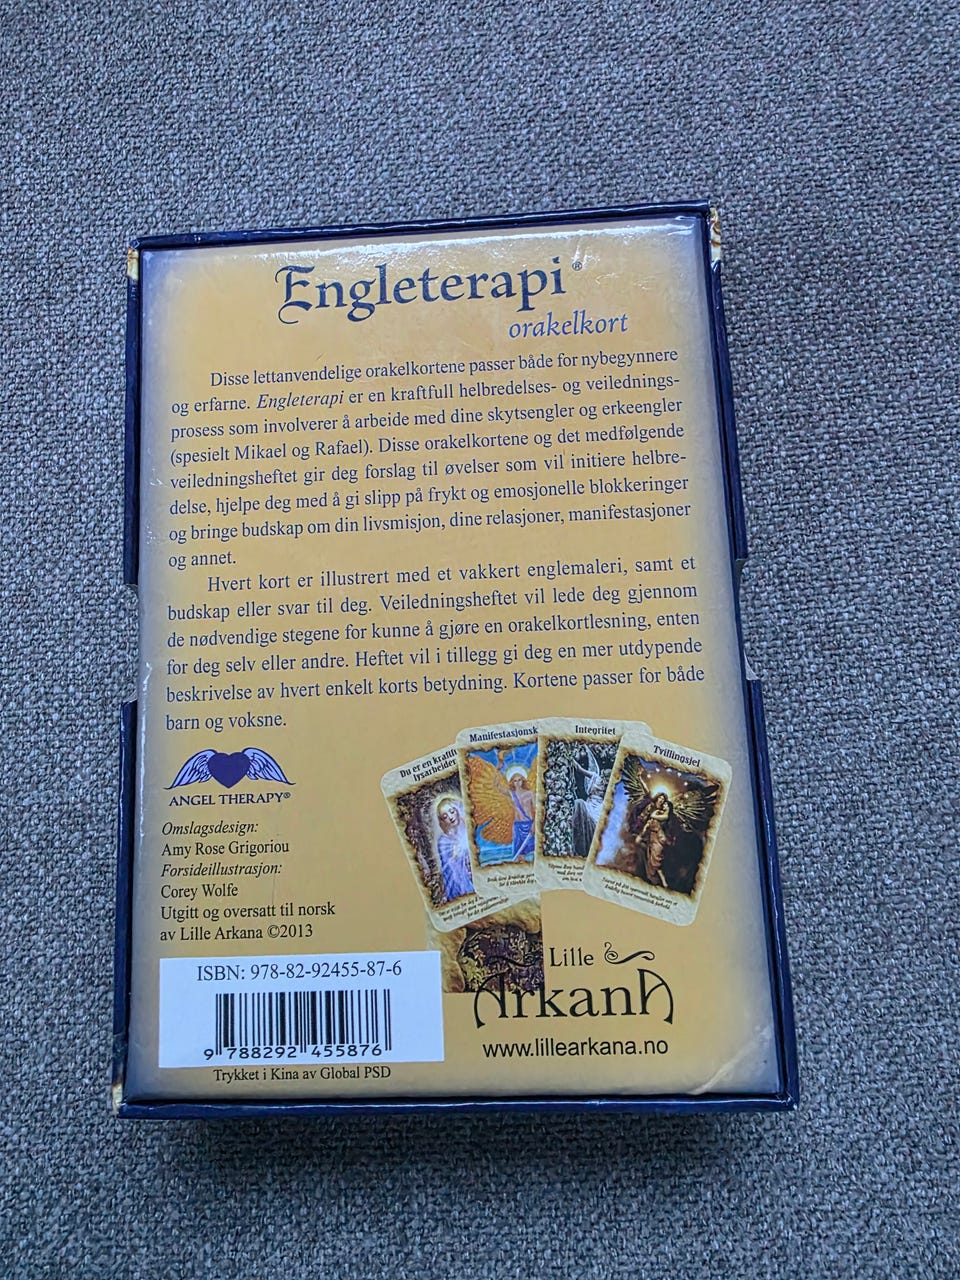 Engleterapi®
orakelkort
Disse lettanvendelige orakelkortene passer både for nybegynnere
og erfarne. Engleterapi er en kraftfull helbredelses- og veilednings-
prosess som involverer å arbeide med dine skytsengler og erkeengler
(spesielt Mikael og Rafael). Disse orakelkortene og det medfølgende
veiledningsheftet gir deg forslag til øvelser som vil initiere helbre-
delse, hjelpe deg med å gi slipp på frykt og emosjonelle blokkeringer
og bringe budskap om din livsmisjon, dine relasjoner, manifestasjoner
og annet.
Hvert kort er illustrert med et vakkert englemaleri, samt et
budskap eller svar til deg. Veiledningsheftet vil lede deg gjennom
de nødvendige stegene for kunne å gjøre en orakelkortlesning, enten
for deg selv eller andre. Heftet vil i tillegg gi deg en mer utdypende
beskrivelse av hvert enkelt korts betydning. Kortene passer for både
barn og voksne.
Du er en kraftf
lysarbeider
Manifestasjonsk
Integritet
Tvillingsjel
ANGEL THERAPY®
Omslagsdesign:
Amy Rose Grigoriou
Forsideillustrasjon:
Corey Wolfe
Utgitt og oversatt til norsk
av Lille Arkana ©2013
ISBN: 978-82-92455-87-6
9 788292 455876
Trykket i Kina av Global PSD
Lille
Arkana
www.lillearkana.no